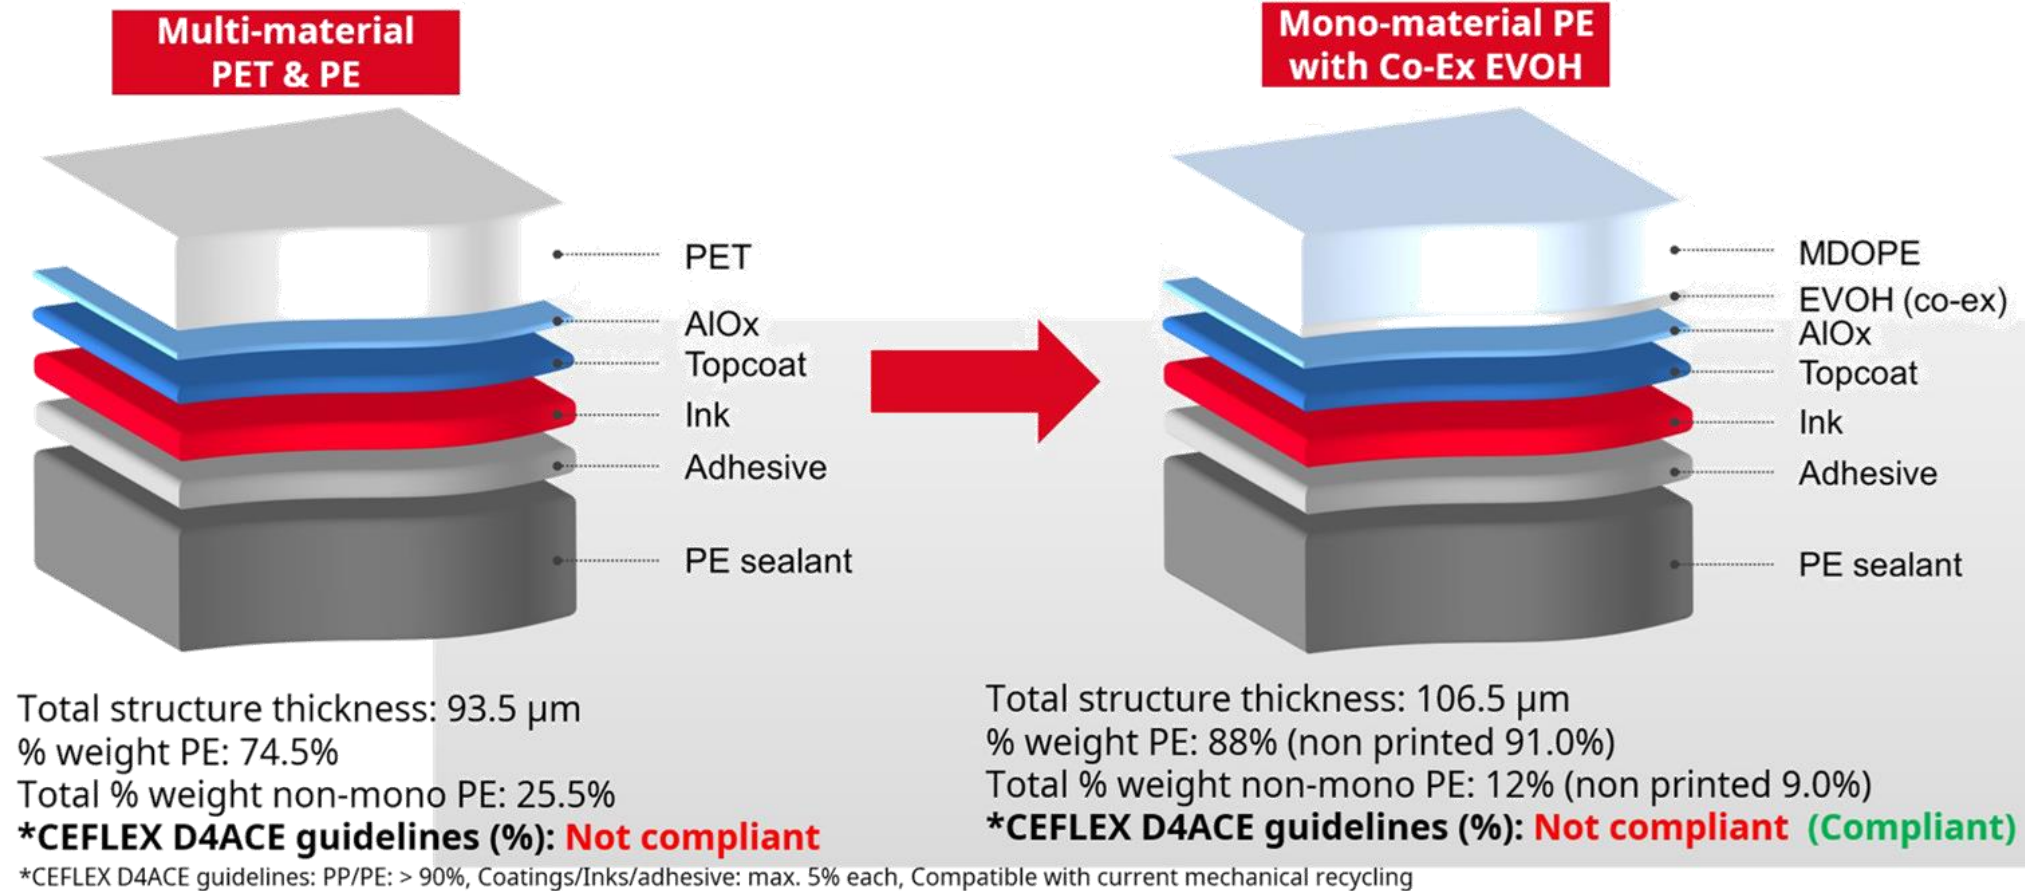 Multi-material
PET & PE
PET
AlOx
Topcoat
Ink
Adhesive
PE sealant
Total structure thickness: 93.5 µm
% weight PE: 74.5%
Total % weight non-mono PE: 25.5%
*CEFLEX D4ACE guidelines (%): Not compliant
Mono-material PE
with Co-Ex EVOH
MDOPE
EVOH (co-ex)
AlOx
Topcoat
Ink
Adhesive
PE sealant
Total structure thickness: 106.5 µm
% weight PE: 88% (non printed 91.0%)
Total % weight non-mono PE: 12% (non printed 9.0%)
*CEFLEX D4ACE guidelines (%): Not compliant (Compliant)
*CEFLEX D4ACE guidelines: PP/PE: > 90%, Coatings/Inks/adhesive: max. 5% each, Compatible with current mechanical recycling